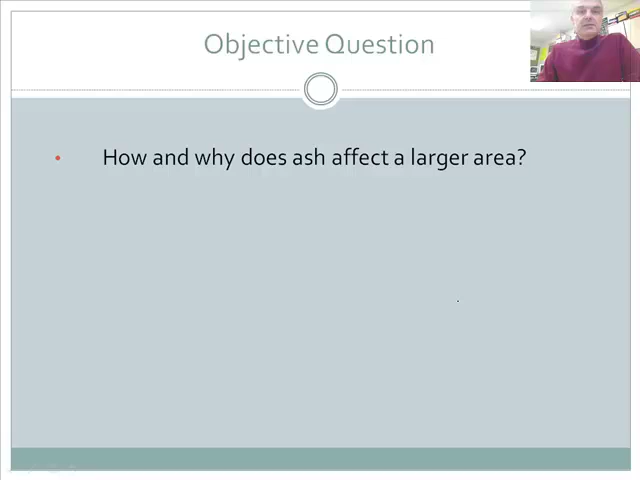 Objective Question
• How and why does ash affect a larger area?